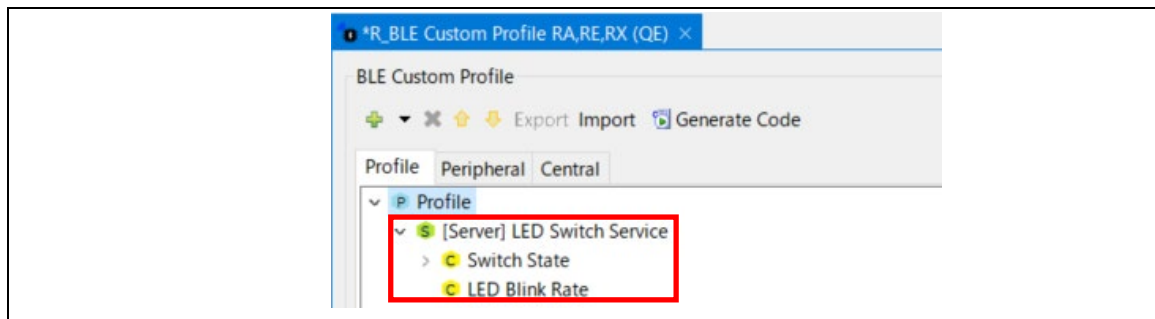 *R_BLE Custom Profile RA,RE,RX (QE)
BLE Custom Profile
Export Import Generate Code
Profile Peripheral Central
P Profile
S [Server] LED Switch Service
C Switch State
C LED Blink Rate